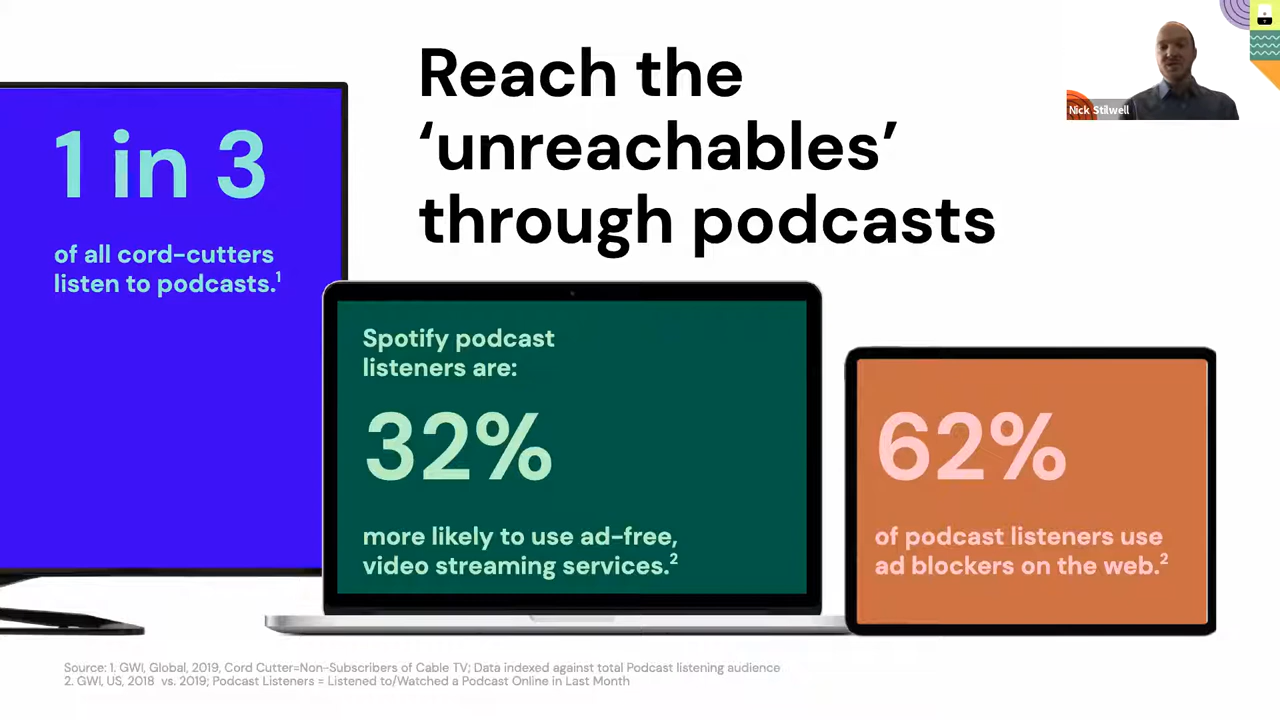 Reach the
‘unreachables’
through podcasts
Nick Stilwell
1 in 3
of all cord-cutters
listen to podcasts.1
Spotify podcast
listeners are:
32%
more likely to use ad-free,
video streaming services.2
62%
of podcast listeners use
ad blockers on the web.2
Source: 1. GWI, Global, 2019, Cord Cutter=Non-Subscribers of Cable TV; Data indexed against total Podcast listening audience
2. GWI, US, 2018 vs. 2019; Podcast Listeners = Listened to/Watched a Podcast Online in Last Month